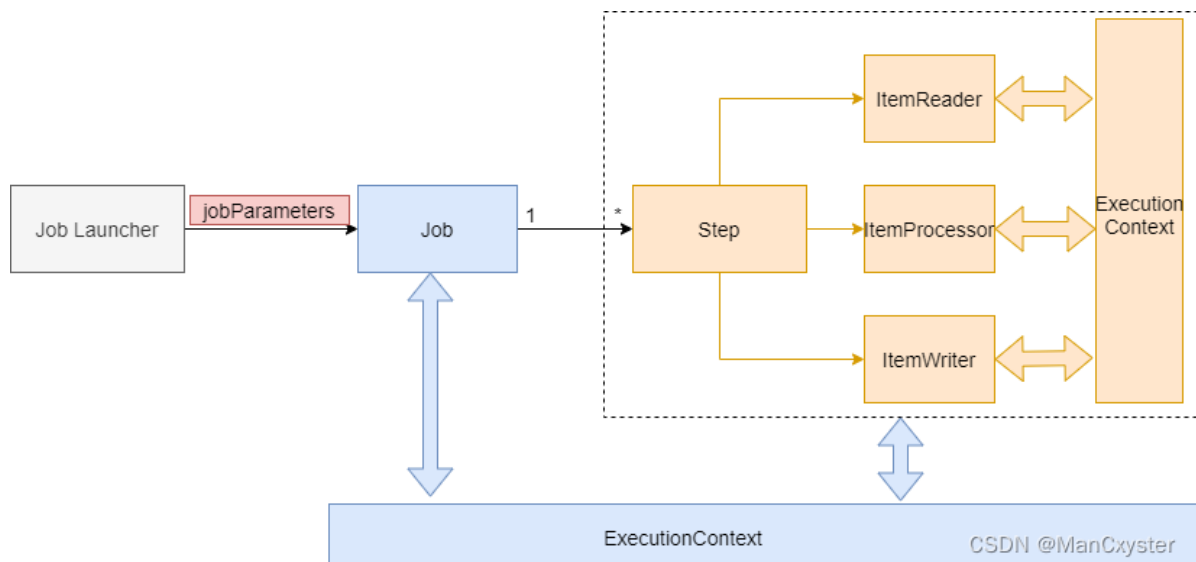 Job Launcher
jobParameters
Job
1
*
Step
ItemReader
ItemProcessor
ItemWriter
Execution
Context
ExecutionContext
CSDN @ManCxyster